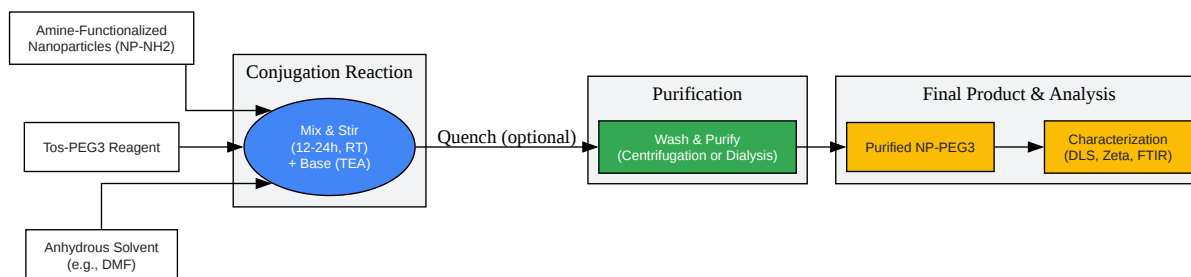 Amine-Functionalized
Nanoparticles (NP-NH2)
Conjugation Reaction
Mix & Stir
(12-24h, RT)
+ Base (TEA)
Tos-PEG3 Reagent
Anhydrous Solvent
(e.g., DMF)
Quench (optional)
Purification
Wash & Purify
(Centrifugation or Dialysis)
Final Product & Analysis
Purified NP-PEG3
Characterization
(DLS, Zeta, FTIR)